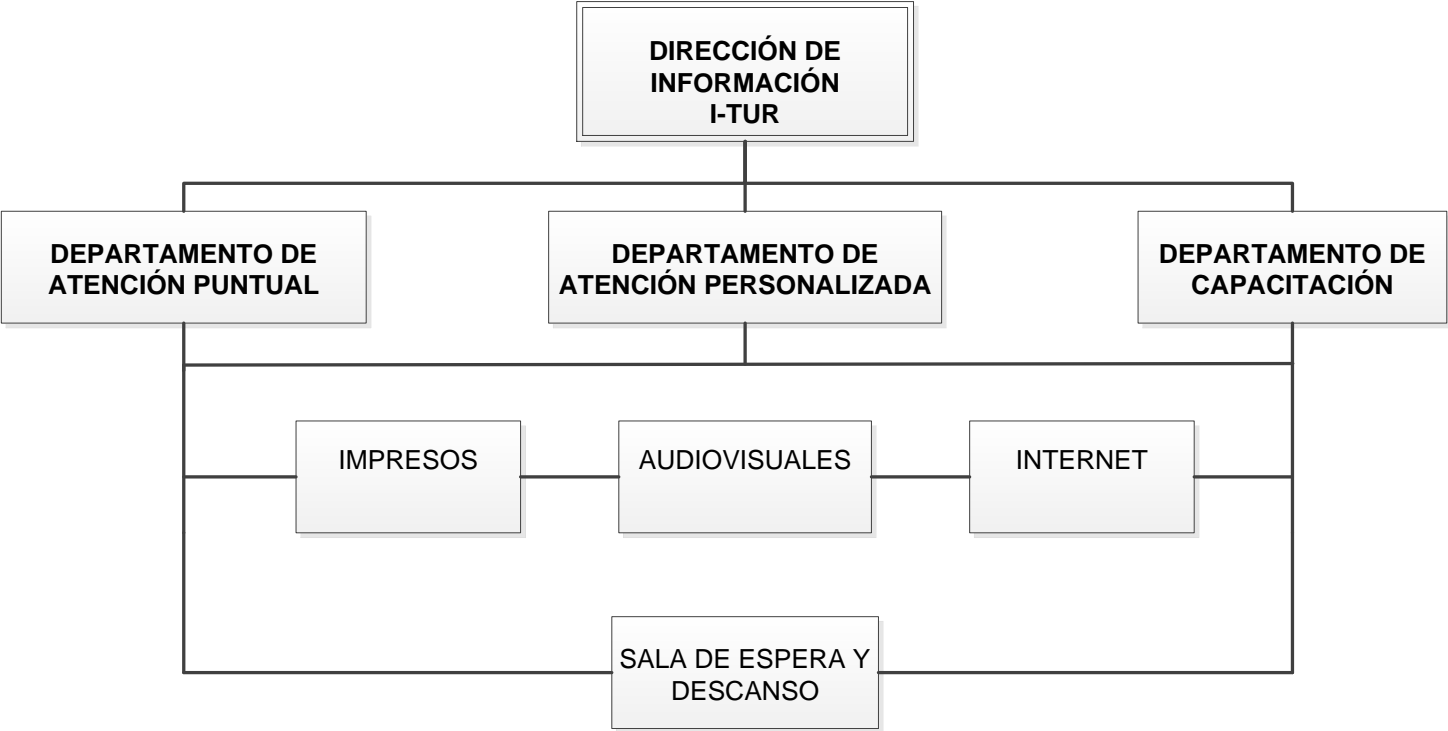 DIRECCIÓN DE
INFORMACIÓN
I-TUR
DEPARTAMENTO DE
ATENCIÓN PUNTUAL
DEPARTAMENTO DE
ATENCIÓN PERSONALIZADA
DEPARTAMENTO DE
CAPACITACIÓN
IMPRESOS
AUDIOVISUALES
INTERNET
SALA DE ESPERA Y
DESCANSO